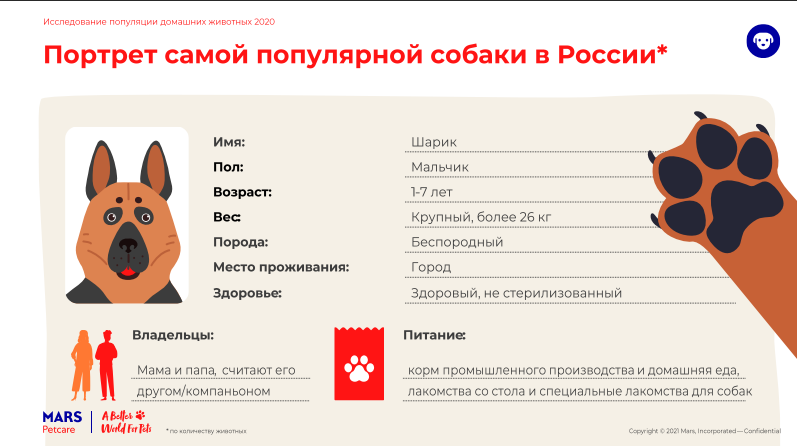 Исследование популяции домашних животных 2020
Портрет самой популярной собаки в России*
Имя: Шарик
Пол: Мальчик
Возраст: 1-7 лет
Вес: Крупный, более 26 кг
Порода: Беспородный
Место проживания: Город
Здоровье: Здоровый, не стерилизованный
Владельцы:
Мама и папа, считают его
другом/компаньоном
Питание:
корм промышленного производства и домашняя еда,
лакомства со стола и специальные лакомства для собак
MARS
Petcare
A Better
World For Pets
* по количеству животных
Copyright © 2021 Mars, Incorporated — Confidential